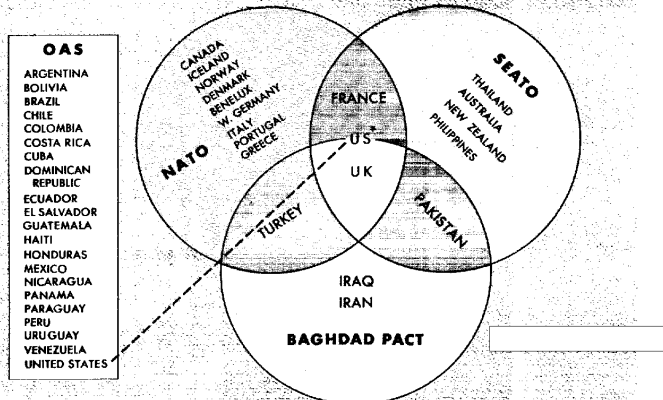 OAS
ARGENTINA
BOLIVIA
BRAZIL
CHILE
COLOMBIA
COSTA RICA
CUBA
DOMINICAN
REPUBLIC
ECUADOR
EL SALVADOR
GUATEMALA
HAITI
HONDURAS
MEXICO
NICARAGUA
PANAMA
PARAGUAY
PERU
URUGUAY
VENEZUELA
UNITED STATES
NATO
CANADA
ICELAND
NORWAY
DENMARK
BENELUX
W. GERMANY
ITALY
PORTUGAL
GREECE
FRANCE
US*
UK
SEATO
THAILAND
AUSTRALIA
NEW ZEALAND
PHILIPPINES
TURKEY
PAKISTAN
IRAQ
IRAN
BAGHDAD PACT